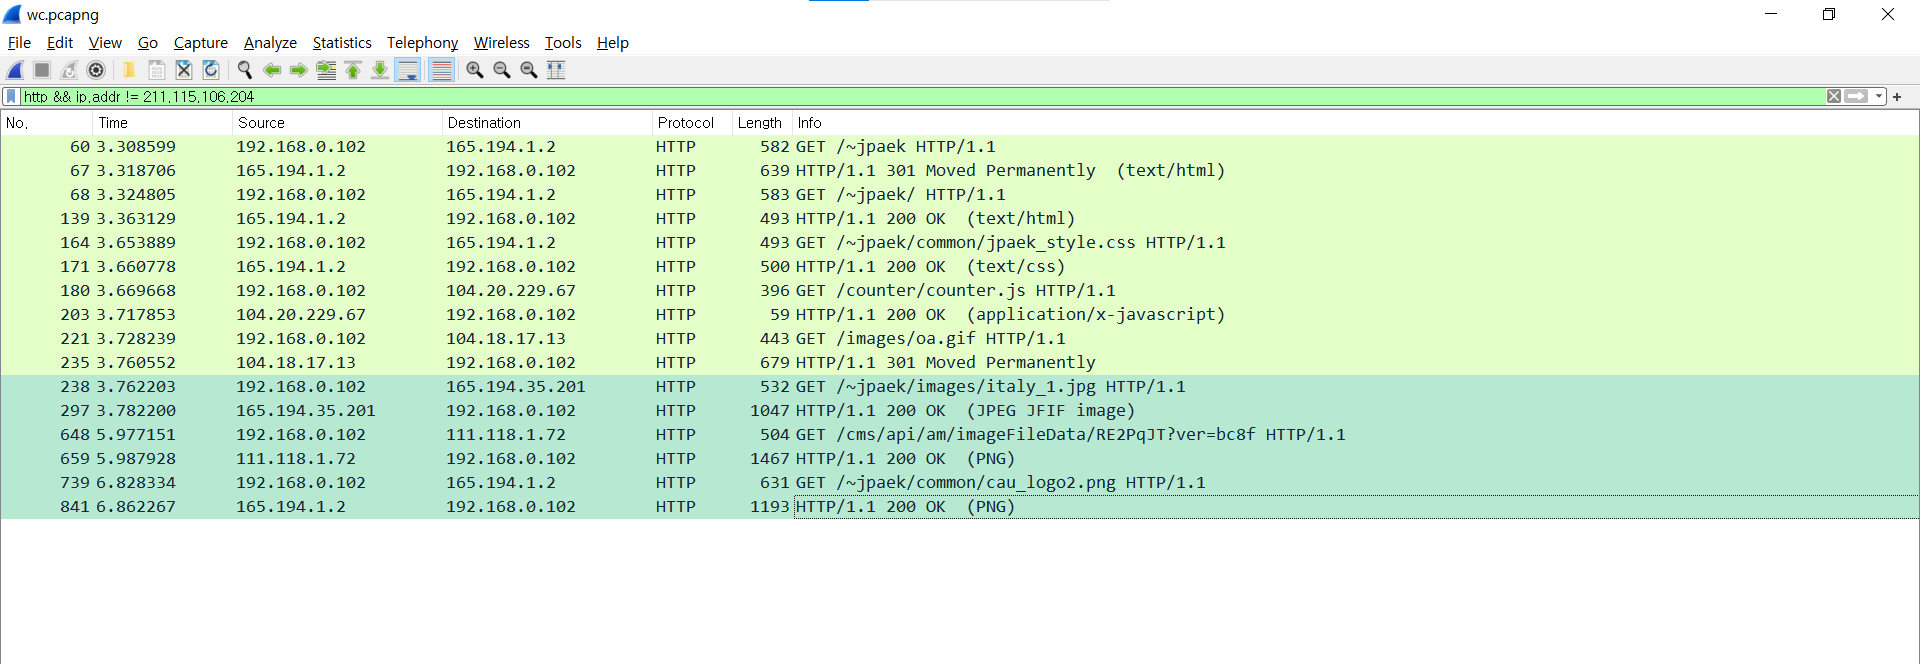 wc.pcapng
File Edit View Go Capture Analyze Statistics Telephony Wireless Tools Help
http && ip.addr != 211.115.106.204
No. Time Source Destination Protocol Length Info
60 3.308599 192.168.0.102 165.194.1.2 HTTP 582 GET /~jpaek HTTP/1.1
67 3.318706 165.194.1.2 192.168.0.102 HTTP 639 HTTP/1.1 301 Moved Permanently (text/html)
68 3.324805 192.168.0.102 165.194.1.2 HTTP 583 GET /~jpaek/ HTTP/1.1
139 3.363129 165.194.1.2 192.168.0.102 HTTP 493 HTTP/1.1 200 OK (text/html)
164 3.653889 192.168.0.102 165.194.1.2 HTTP 493 GET /~jpaek/common/jpaek_style.css HTTP/1.1
171 3.660778 165.194.1.2 192.168.0.102 HTTP 500 HTTP/1.1 200 OK (text/css)
180 3.669668 192.168.0.102 104.20.229.67 HTTP 396 GET /counter/counter.js HTTP/1.1
203 3.717853 104.20.229.67 192.168.0.102 HTTP 59 HTTP/1.1 200 OK (application/x-javascript)
221 3.728239 192.168.0.102 104.18.17.13 HTTP 443 GET /images/oa.gif HTTP/1.1
235 3.760552 104.18.17.13 192.168.0.102 HTTP 679 HTTP/1.1 301 Moved Permanently
238 3.762203 192.168.0.102 165.194.35.201 HTTP 532 GET /~jpaek/images/italy_1.jpg HTTP/1.1
297 3.782200 165.194.35.201 192.168.0.102 HTTP 1047 HTTP/1.1 200 OK (JPEG JFIF image)
648 5.977151 192.168.0.102 111.118.1.72 HTTP 504 GET /cms/api/am/imageFileData/RE2PqJT?ver=bc8f HTTP/1.1
659 5.987928 111.118.1.72 192.168.0.102 HTTP 1467 HTTP/1.1 200 OK (PNG)
739 6.828334 192.168.0.102 165.194.1.2 HTTP 631 GET /~jpaek/common/cau_logo2.png HTTP/1.1
841 6.862267 165.194.1.2 192.168.0.102 HTTP 1193 HTTP/1.1 200 OK (PNG)